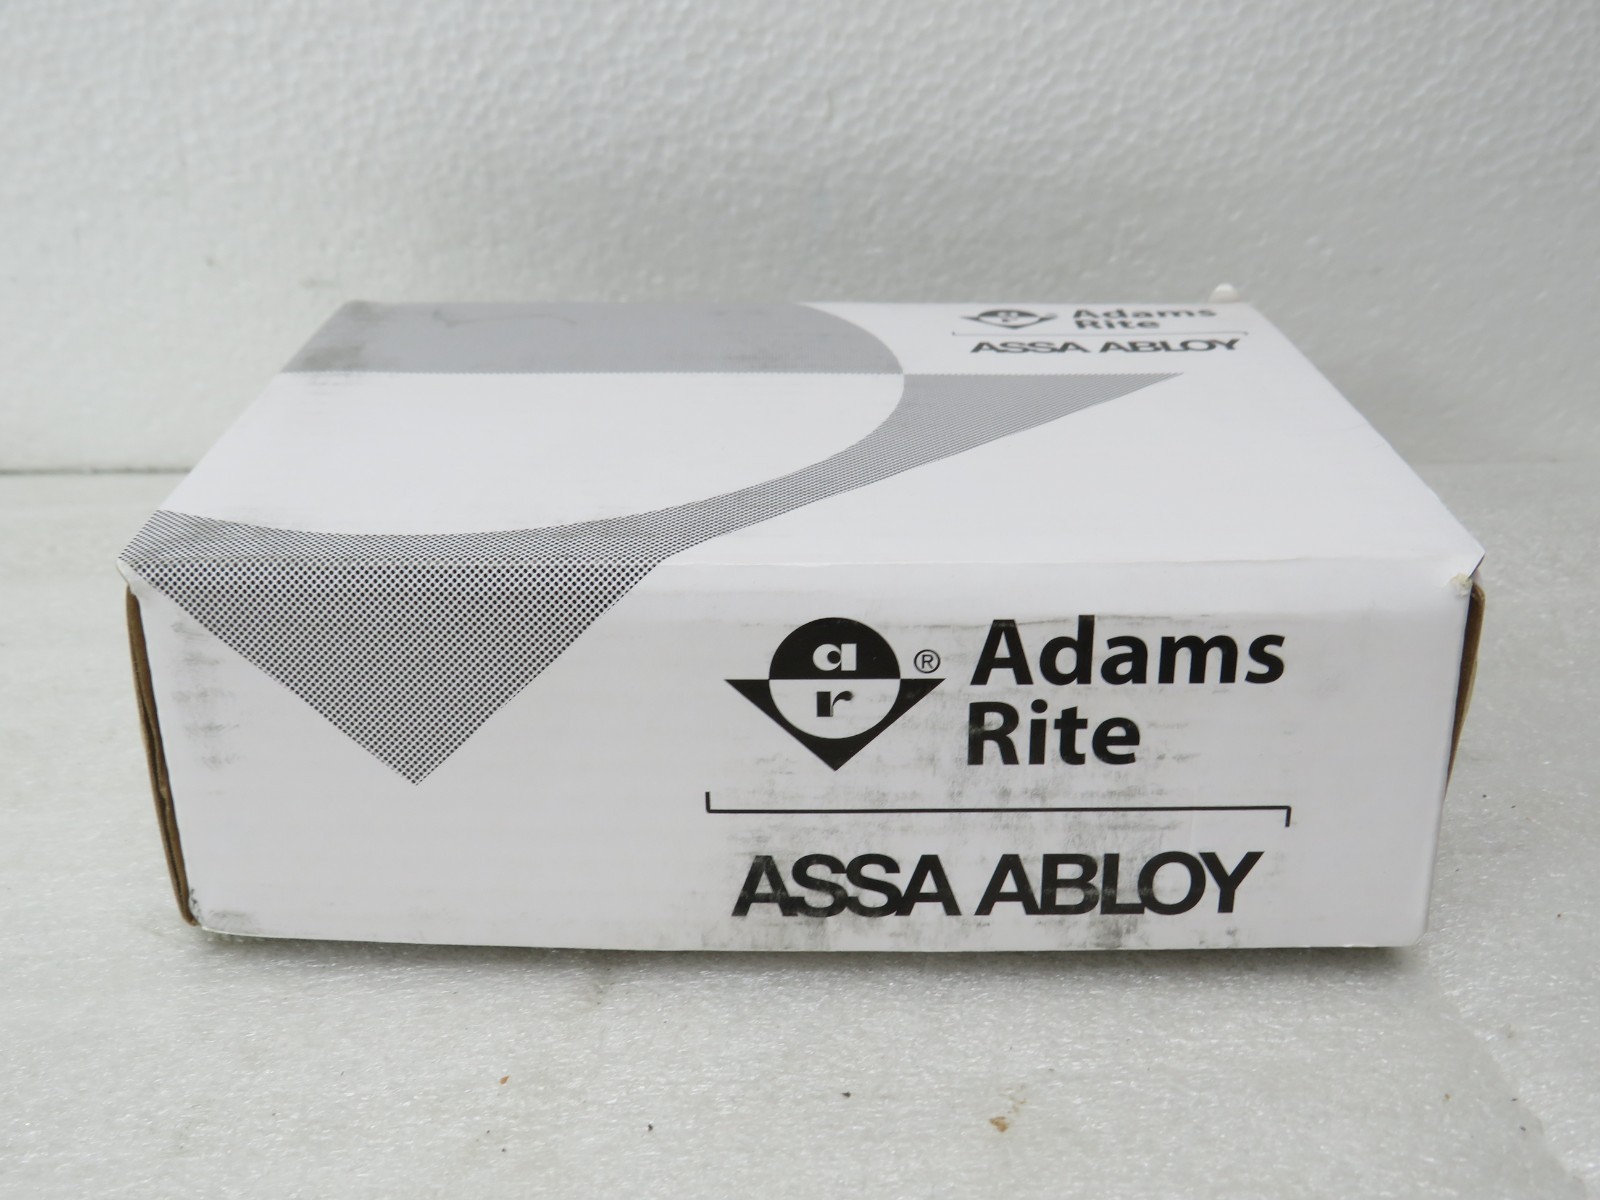 Adams
Rite
ASSA ABLOY
ar® Adams
Rite
ASSA ABLOY